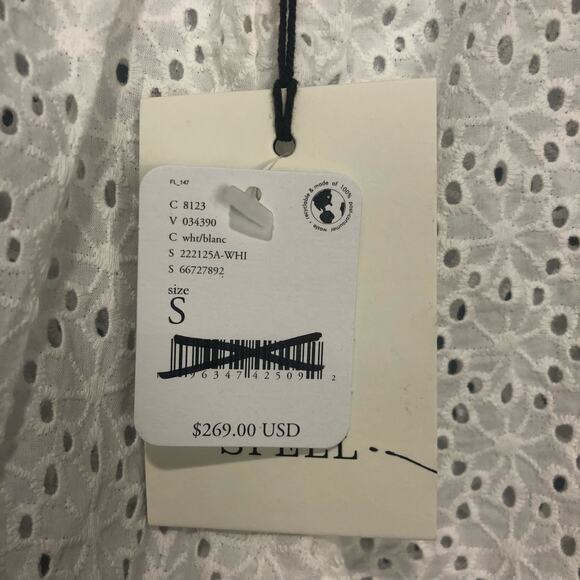 FL_147
recyclable & made of 100% post-consumer waste •
C 8123
V 034390
C wht/blanc
S 222125A-WHI
S 66727892
size
S
96347 42509 2
$269.00 USD
SPELL